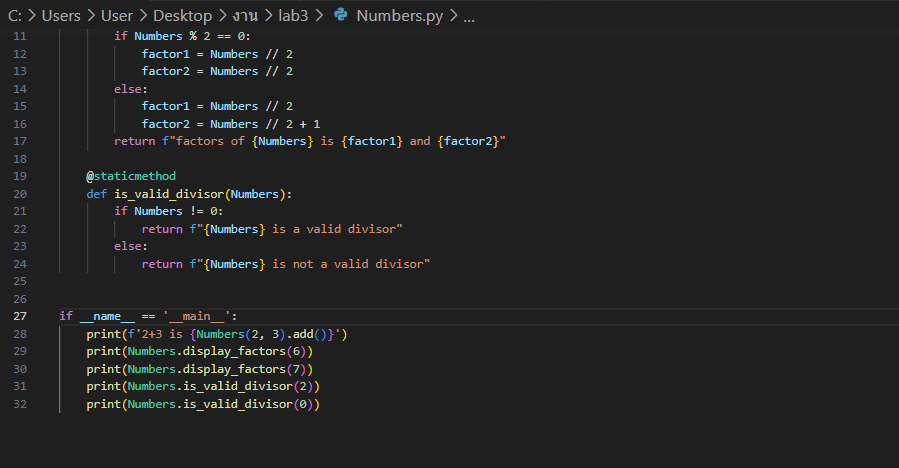 C: > Users > User > Desktop > งาน > lab3 > Numbers.py > ...
11 if Numbers % 2 == 0:
12 factor1 = Numbers // 2
13 factor2 = Numbers // 2
14 else:
15 factor1 = Numbers // 2
16 factor2 = Numbers // 2 + 1
17 return f"factors of {Numbers} is {factor1} and {factor2}"
18
19 @staticmethod
20 def is_valid_divisor(Numbers):
21 if Numbers != 0:
22 return f"{Numbers} is a valid divisor"
23 else:
24 return f"{Numbers} is not a valid divisor"
25
26
27 if __name__ == '__main__':
28 print(f'2+3 is {Numbers(2, 3).add()}')
29 print(Numbers.display_factors(6))
30 print(Numbers.display_factors(7))
31 print(Numbers.is_valid_divisor(2))
32 print(Numbers.is_valid_divisor(0))